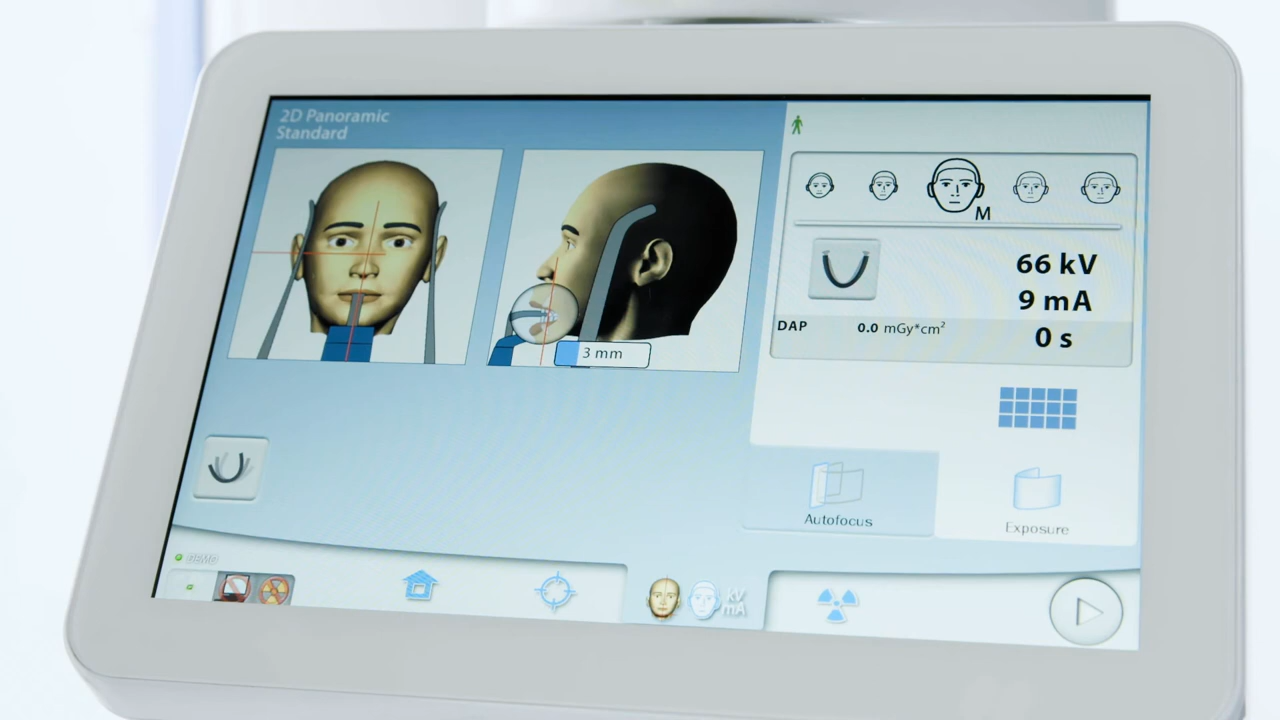 2D Panoramic
Standard
M
66 kV
9 mA
DAP 0.0 mGy*cm²
0 s
3 mm
Autofocus
Exposure
DEMO
kV
mA